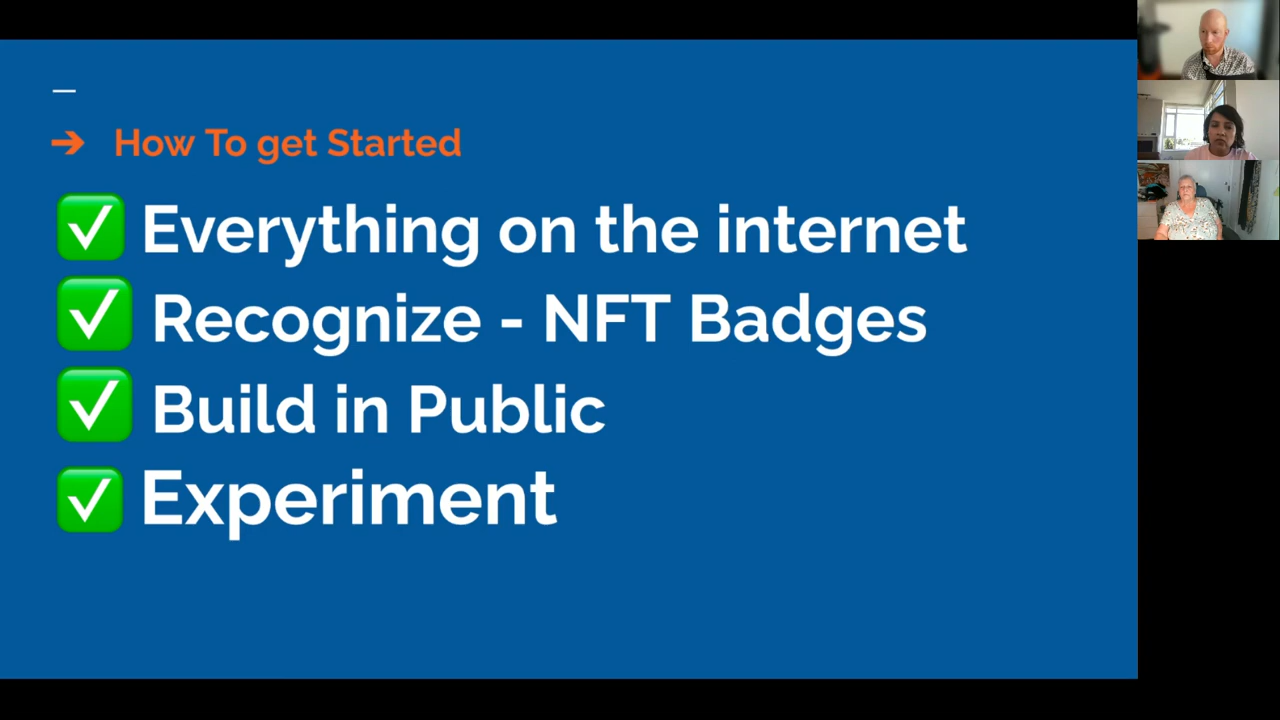 How To get Started
Everything on the internet
Recognize - NFT Badges
Build in Public
Experiment